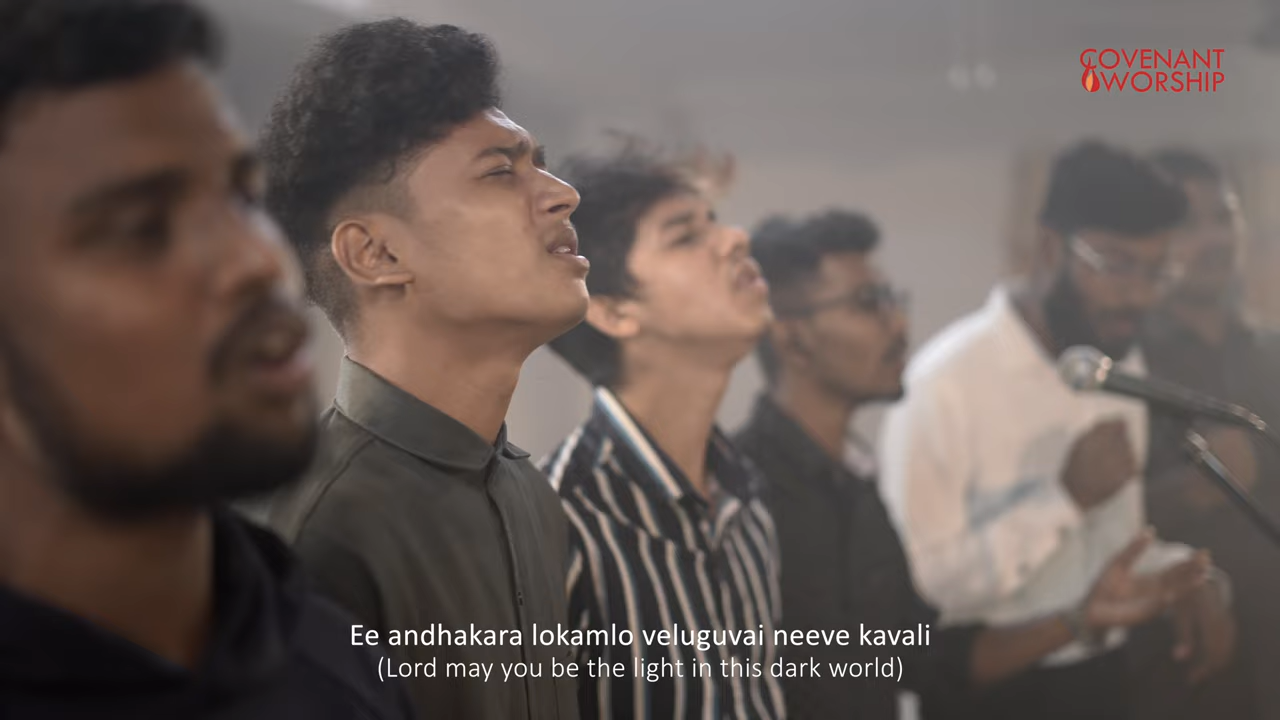 COVENANT
WORSHIP
Ee andhakara lokamlo veluguvai neeve kavali
(Lord may you be the light in this dark world)